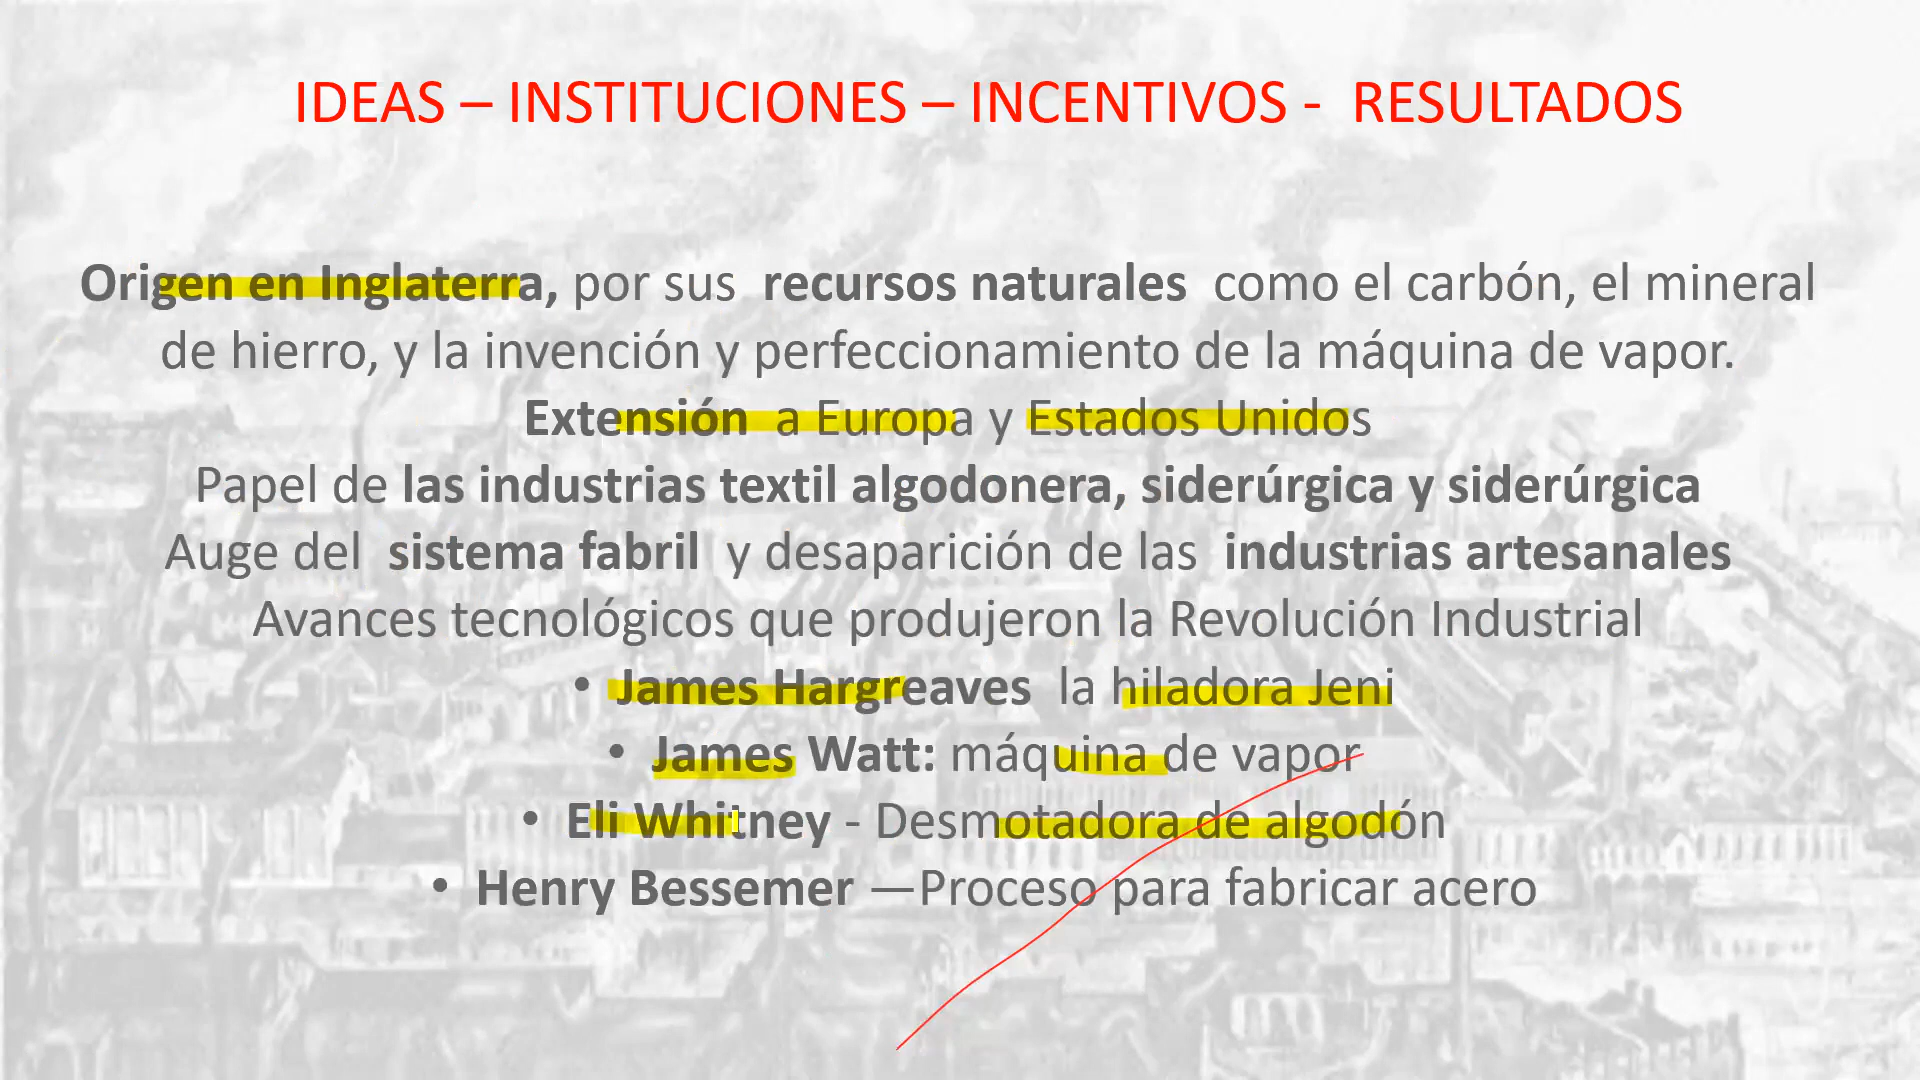 IDEAS – INSTITUCIONES – INCENTIVOS - RESULTADOS
Origen en Inglaterra, por sus recursos naturales como el carbón, el mineral
de hierro, y la invención y perfeccionamiento de la máquina de vapor.
Extensión a Europa y Estados Unidos
Papel de las industrias textil algodonera, siderúrgica y siderúrgica
Auge del sistema fabril y desaparición de las industrias artesanales
Avances tecnológicos que produjeron la Revolución Industrial
• James Hargreaves la hiladora Jeni
• James Watt: máquina de vapor
• Eli Whitney - Desmotadora de algodón
• Henry Bessemer —Proceso para fabricar acero